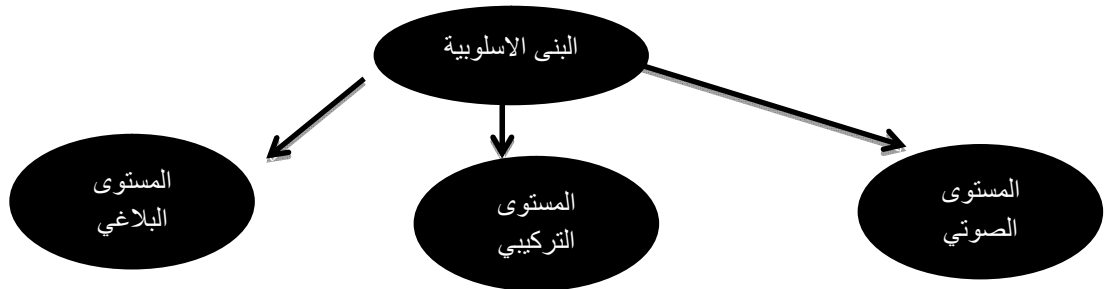 البنى الاسلوبية
المستوى
الصوتي
المستوى
التركيبي
المستوى
البلاغي